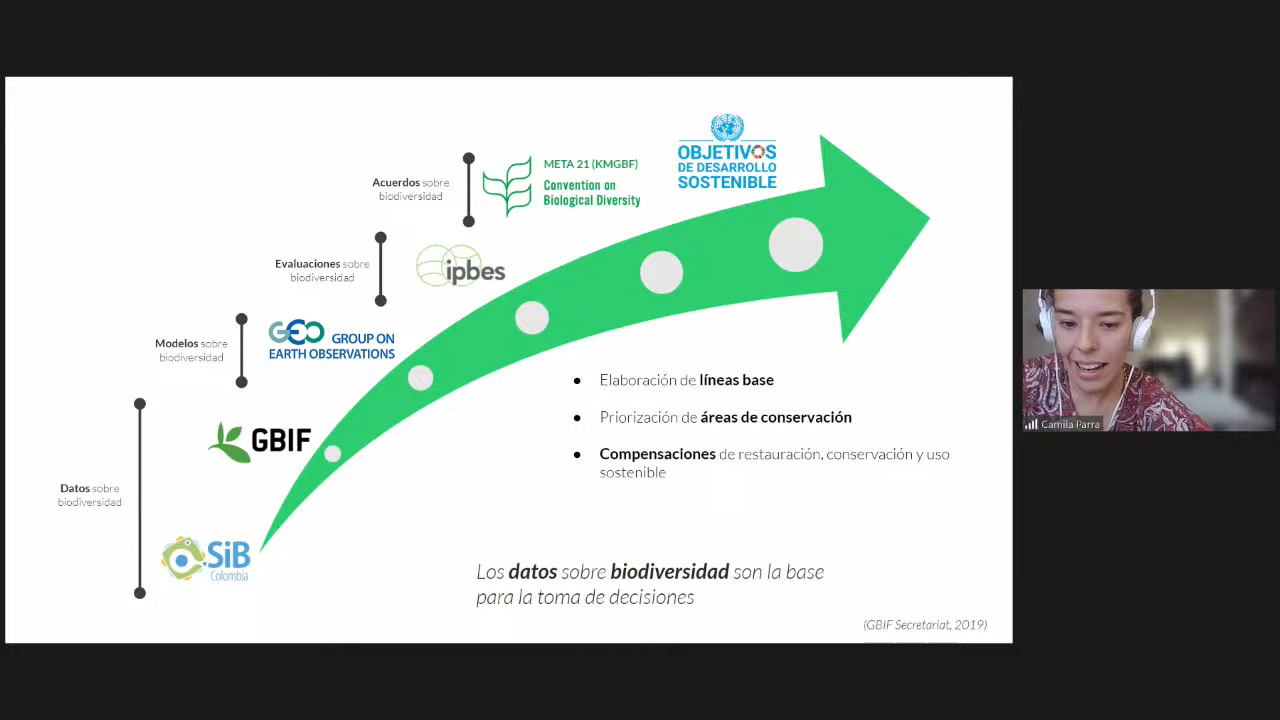 OBJETIVOS
DE DESARROLLO
SOSTENIBLE
META 21 (KMGBF)
Convention on
Biological Diversity
Acuerdos sobre
biodiversidad
Evaluaciones sobre
biodiversidad
ipbes
Modelos sobre
biodiversidad
GEO GROUP ON
EARTH OBSERVATIONS
GBIF
Datos sobre
biodiversidad
SiB
Colombia
● Elaboración de líneas base
● Priorización de áreas de conservación
● Compensaciones de restauración, conservación y uso
sostenible
Los datos sobre biodiversidad son la base
para la toma de decisiones
(GBIF Secretariat, 2019)
Camila Parra